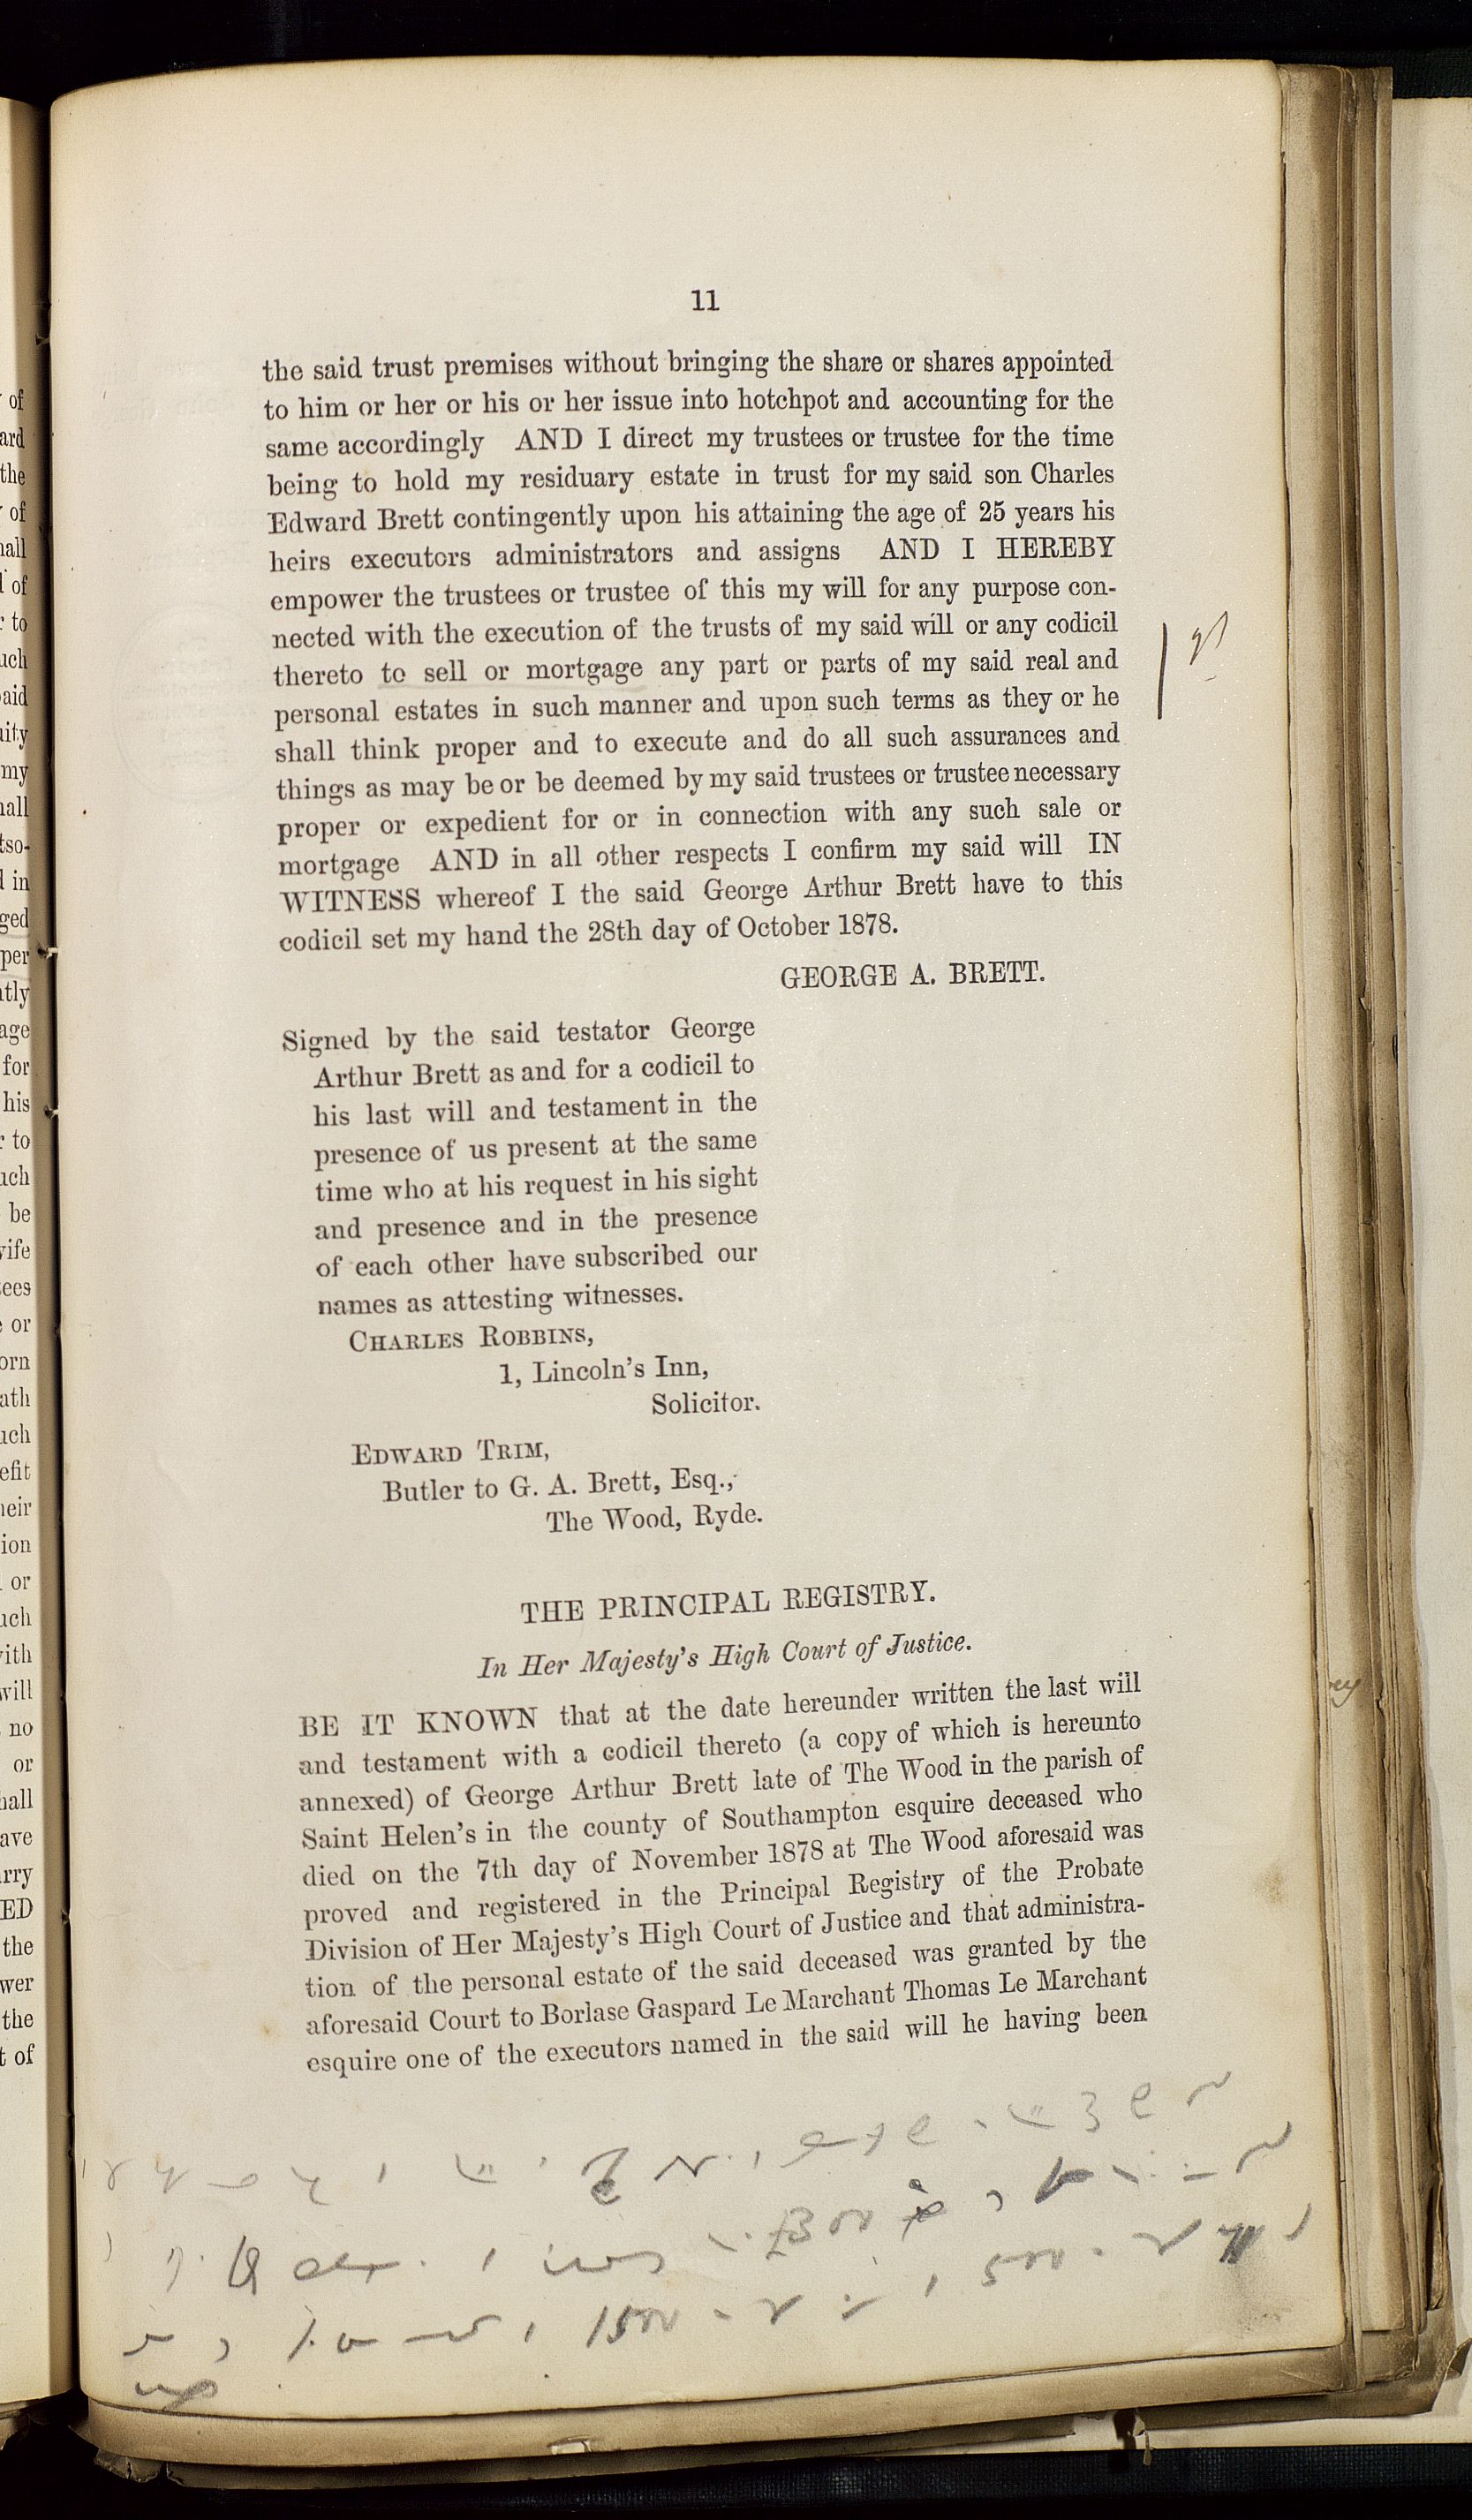 11
the said trust premises without bringing the share or shares appointed
to him or her or his or her issue into hotchpot and accounting for the
same accordingly AND I direct my trustees or trustee for the time
being to hold my residuary estate in trust for my said son Charles
Edward Brett contingently upon his attaining the age of 25 years his
heirs executors administrators and assigns AND I HEREBY
empower the trustees or trustee of this my will for any purpose con-
nected with the execution of the trusts of my said will or any codicil
thereto to sell or mortgage any part or parts of my said real and
personal estates in such manner and upon such terms as they or he
shall think proper and to execute and do all such assurances and
things as may be or be deemed by my said trustees or trustee necessary
proper or expedient for or in connection with any such sale or
mortgage AND in all other respects I confirm my said will IN
WITNESS whereof I the said George Arthur Brett have to this
codicil set my hand the 28th day of October 1878.
GEORGE A. BRETT.
Signed by the said testator George
Arthur Brett as and for a codicil to
his last will and testament in the
presence of us present at the same
time who at his request in his sight
and presence and in the presence
of each other have subscribed our
names as attesting witnesses.
CHARLES ROBBINS,
1, Lincoln's Inn,
Solicitor.
EDWARD TRIM,
Butler to G. A. Brett, Esq.,
The Wood, Ryde.
THE PRINCIPAL REGISTRY.
In Her Majesty's High Court of Justice.
BE IT KNOWN that at the date hereunder written the last will
and testament with a codicil thereto (a copy of which is hereunto
annexed) of George Arthur Brett late of The Wood in the parish of
Saint Helen's in the county of Southampton esquire deceased who
died on the 7th day of November 1878 at The Wood aforesaid was
proved and registered in the Principal Registry of the Probate
Division of Her Majesty's High Court of Justice and that administra-
tion of the personal estate of the said deceased was granted by the
aforesaid Court to Borlase Gaspard Le Marchant Thomas Le Marchant
esquire one of the executors named in the said will he having been